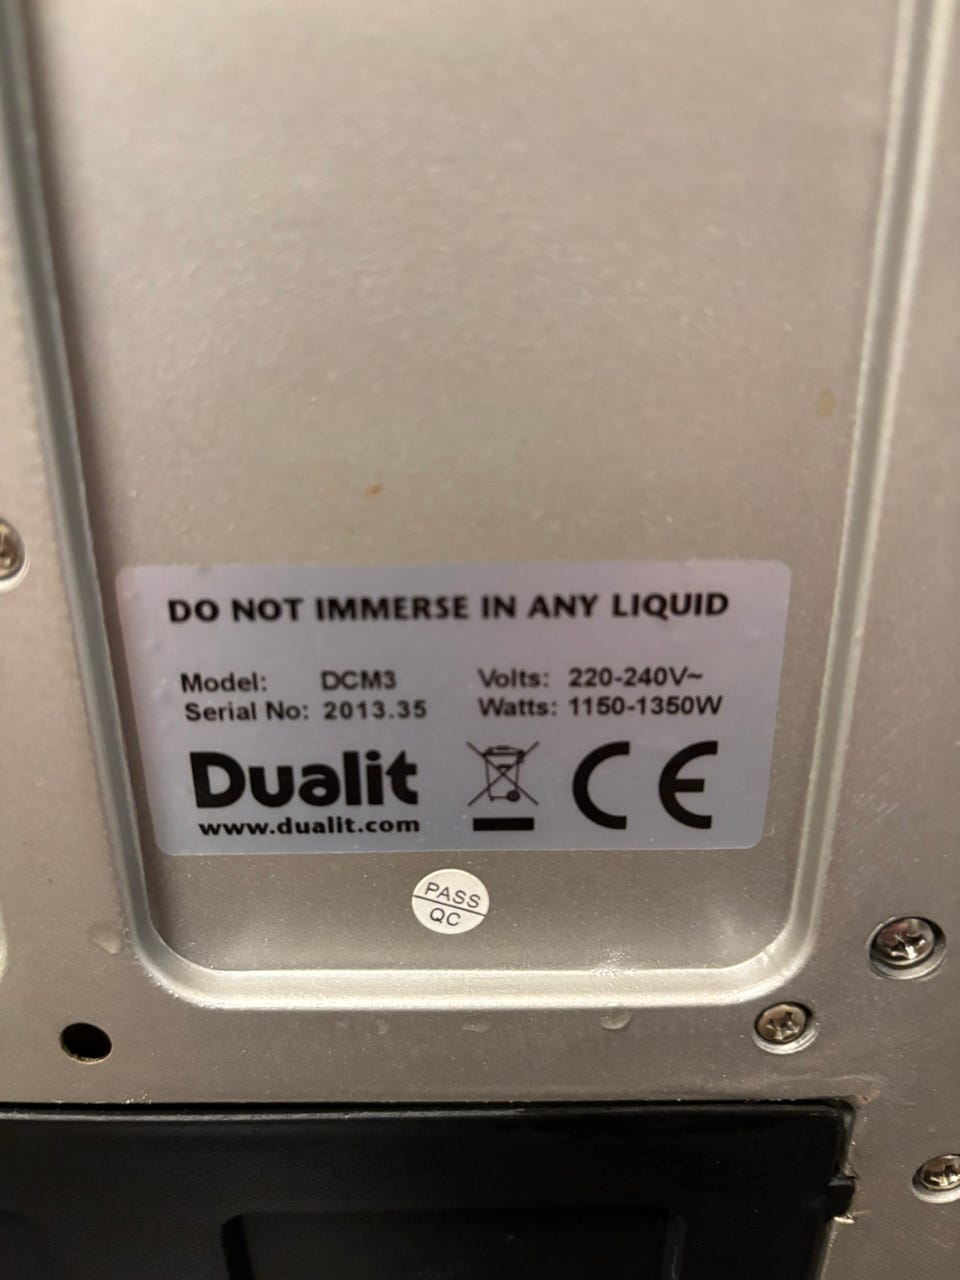 DO NOT IMMERSE IN ANY LIQUID
Model: DCM3 Volts: 220-240V~
Serial No: 2013.35 Watts: 1150-1350W
Dualit CE
www.dualit.com
PASS
QC